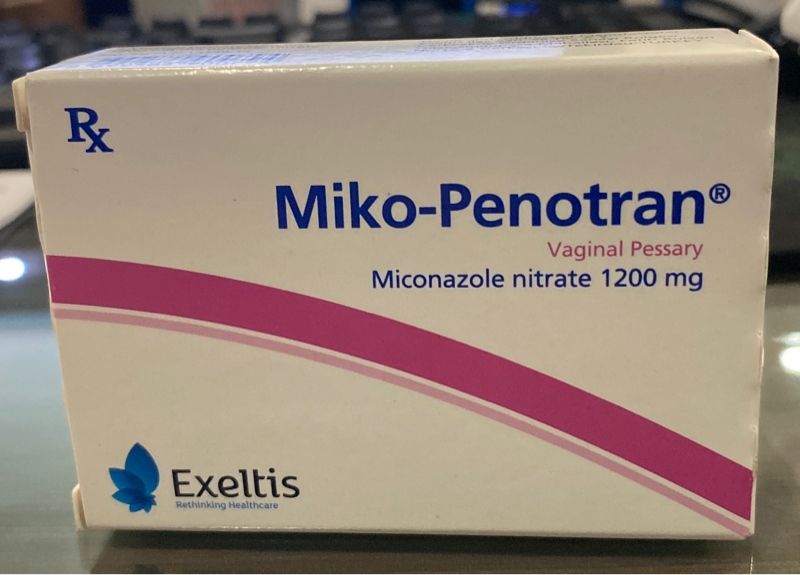 Rx
Miko-Penotran®
Vaginal Pessary
Miconazole nitrate 1200 mg
Exeltis
Rethinking Healthcare